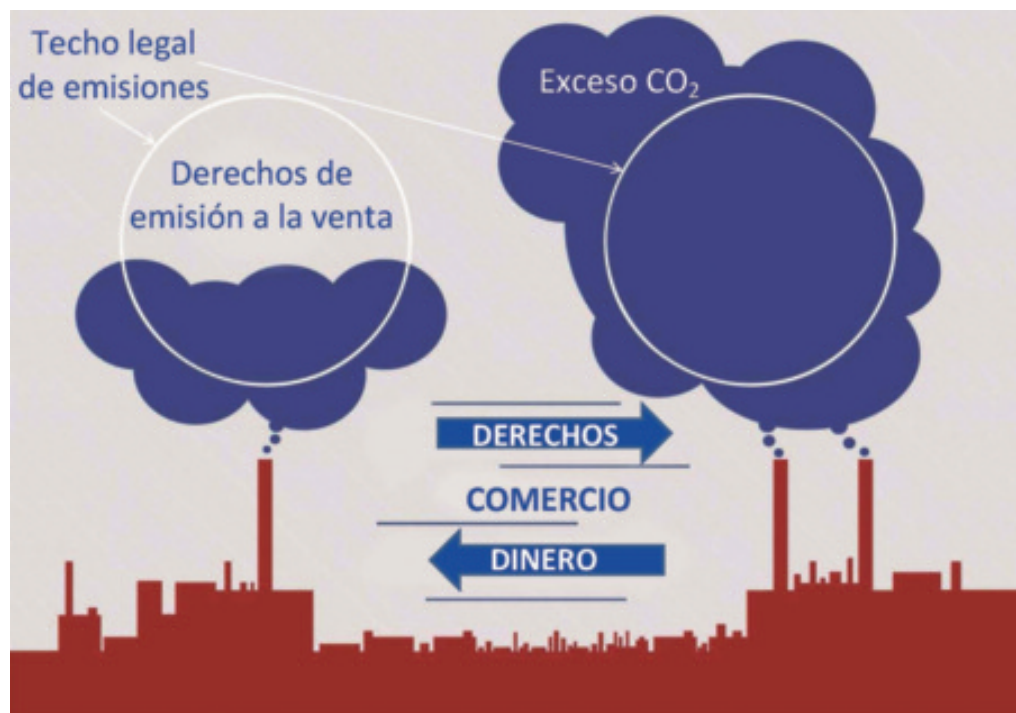 Techo legal
de emisiones
Exceso CO₂
Derechos de
emisión a la venta
DERECHOS
COMERCIO
DINERO